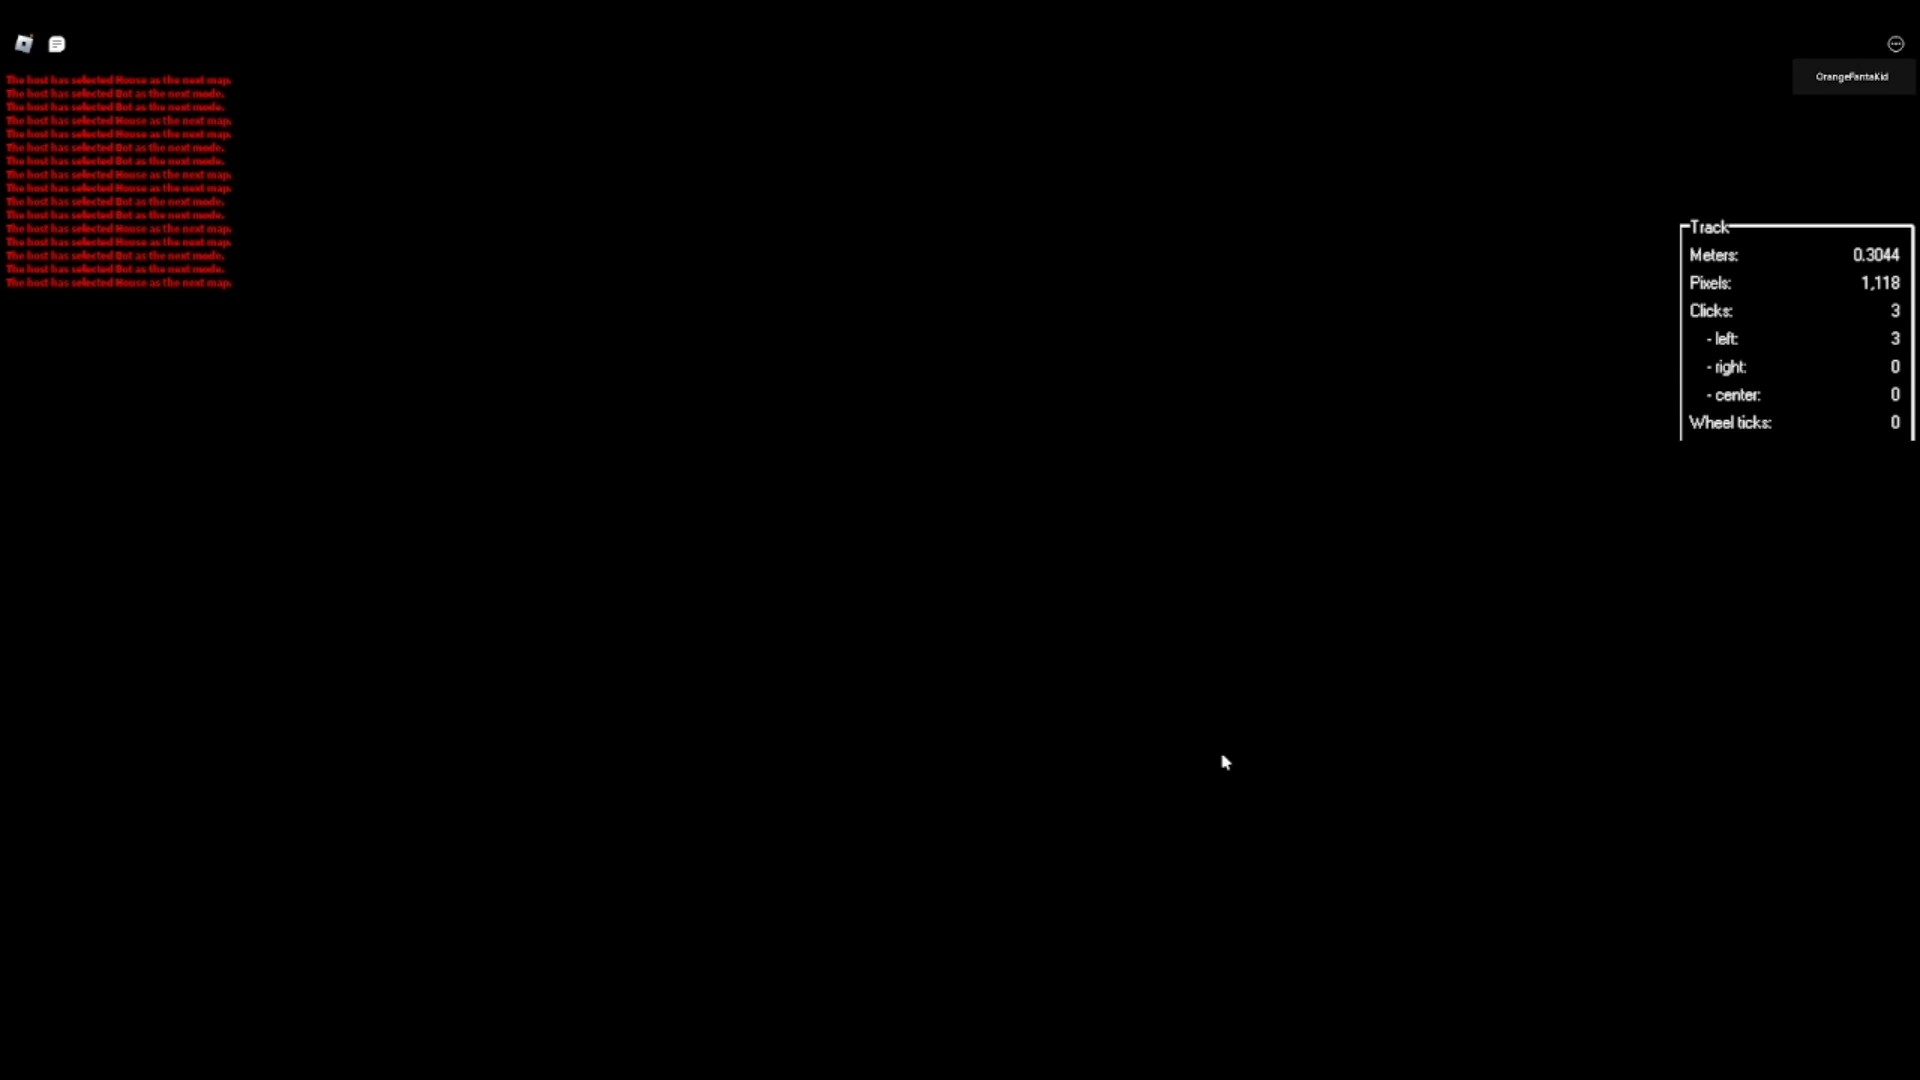 The host has selected House as the next map.
The host has selected Bot as the next mode.
The host has selected Bot as the next mode.
The host has selected House as the next map.
The host has selected House as the next map.
The host has selected Bot as the next mode.
The host has selected Bot as the next mode.
The host has selected House as the next map.
The host has selected House as the next map.
The host has selected Bot as the next mode.
The host has selected Bot as the next mode.
The host has selected House as the next map.
The host has selected House as the next map.
The host has selected Bot as the next mode.
The host has selected Bot as the next mode.
The host has selected House as the next map.
OrangeFantaKid
Track
Meters: 0.3044
Pixels: 1,118
Clicks: 3
- left: 3
- right: 0
- center: 0
Wheel ticks: 0